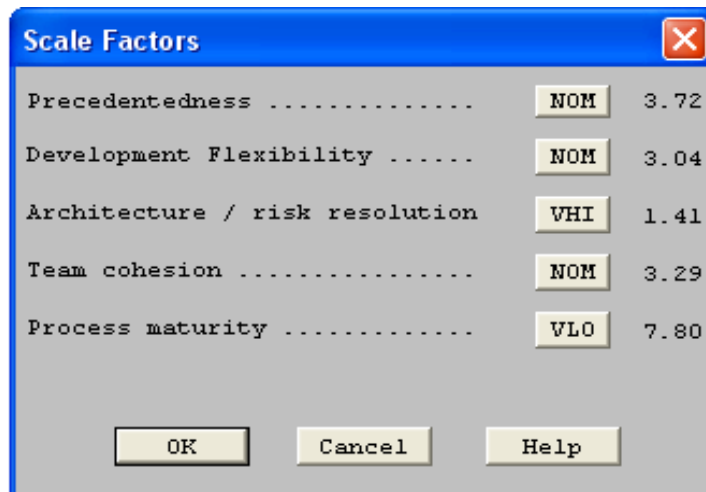 Scale Factors
Precedentedness .............. NOM 3.72
Development Flexibility ...... NOM 3.04
Architecture / risk resolution VHI 1.41
Team cohesion ................ NOM 3.29
Process maturity ............. VLO 7.80
OK Cancel Help